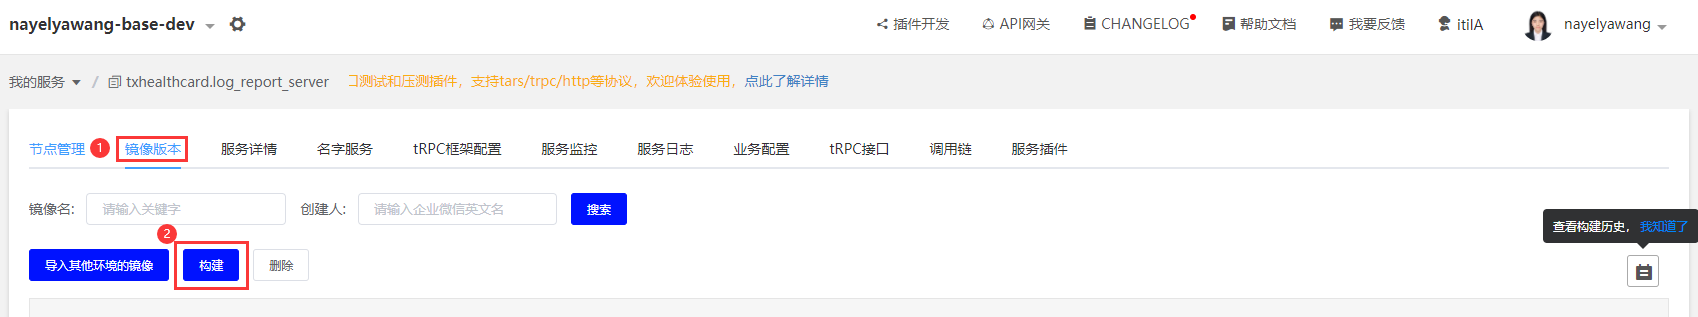 nayelyawang-base-dev 插件开发 API网关 CHANGELOG 帮助文档 我要反馈 itilA nayelyawang
我的服务 / txhealthcard.log_report_server 口测试和压测插件，支持tars/trpc/http等协议，欢迎体验使用，点此了解详情
节点管理 1 镜像版本 服务详情 名字服务 tRPC框架配置 服务监控 服务日志 业务配置 tRPC接口 调用链 服务插件
镜像名: 请输入关键字 创建人: 请输入企业微信英文名 搜索
2
查看构建历史， 我知道了
导入其他环境的镜像 构建 删除